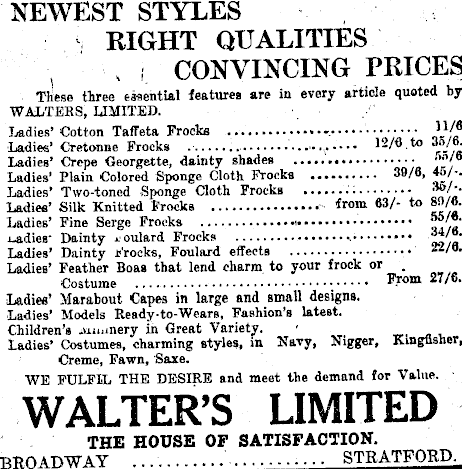 NEWEST STYLES
RIGHT QUALITIES
CONVINCING PRICES
These three essential features are in every article quoted by
WALTERS, LIMITED.
Ladies' Cotton Taffeta Frocks .............................. 11/6
Ladies' Cretonne Frocks ......................... 12/6 to 35/6.
Ladies' Crepe Georgette, dainty shades .................. 55/6
Ladies' Plain Colored Sponge Cloth Frocks .......... 39/6, 45/-.
Ladies' Two-toned Sponge Cloth Frocks ................ 35/-.
Ladies' Silk Knitted Frocks ................ from 63/- to 89/6.
Ladies' Fine Serge Frocks ................................ 55/6.
Ladies' Dainty Foulard Frocks ............................ 34/6.
Ladies' Dainty Frocks, Foulard effects .................. 22/6.
Ladies' Feather Boas that lend charm to your frock or
Costume .................................... From 27/6.
Ladies' Marabout Capes in large and small designs.
Ladies' Models Ready-to-Wears, Fashion's latest.
Children's Millinery in Great Variety.
Ladies' Costumes, charming styles, in Navy, Nigger, Kingfisher,
Creme, Fawn, Saxe.
WE FULFIL THE DESIRE and meet the demand for Value.
WALTER'S LIMITED
THE HOUSE OF SATISFACTION.
BROADWAY ...................... STRATFORD.